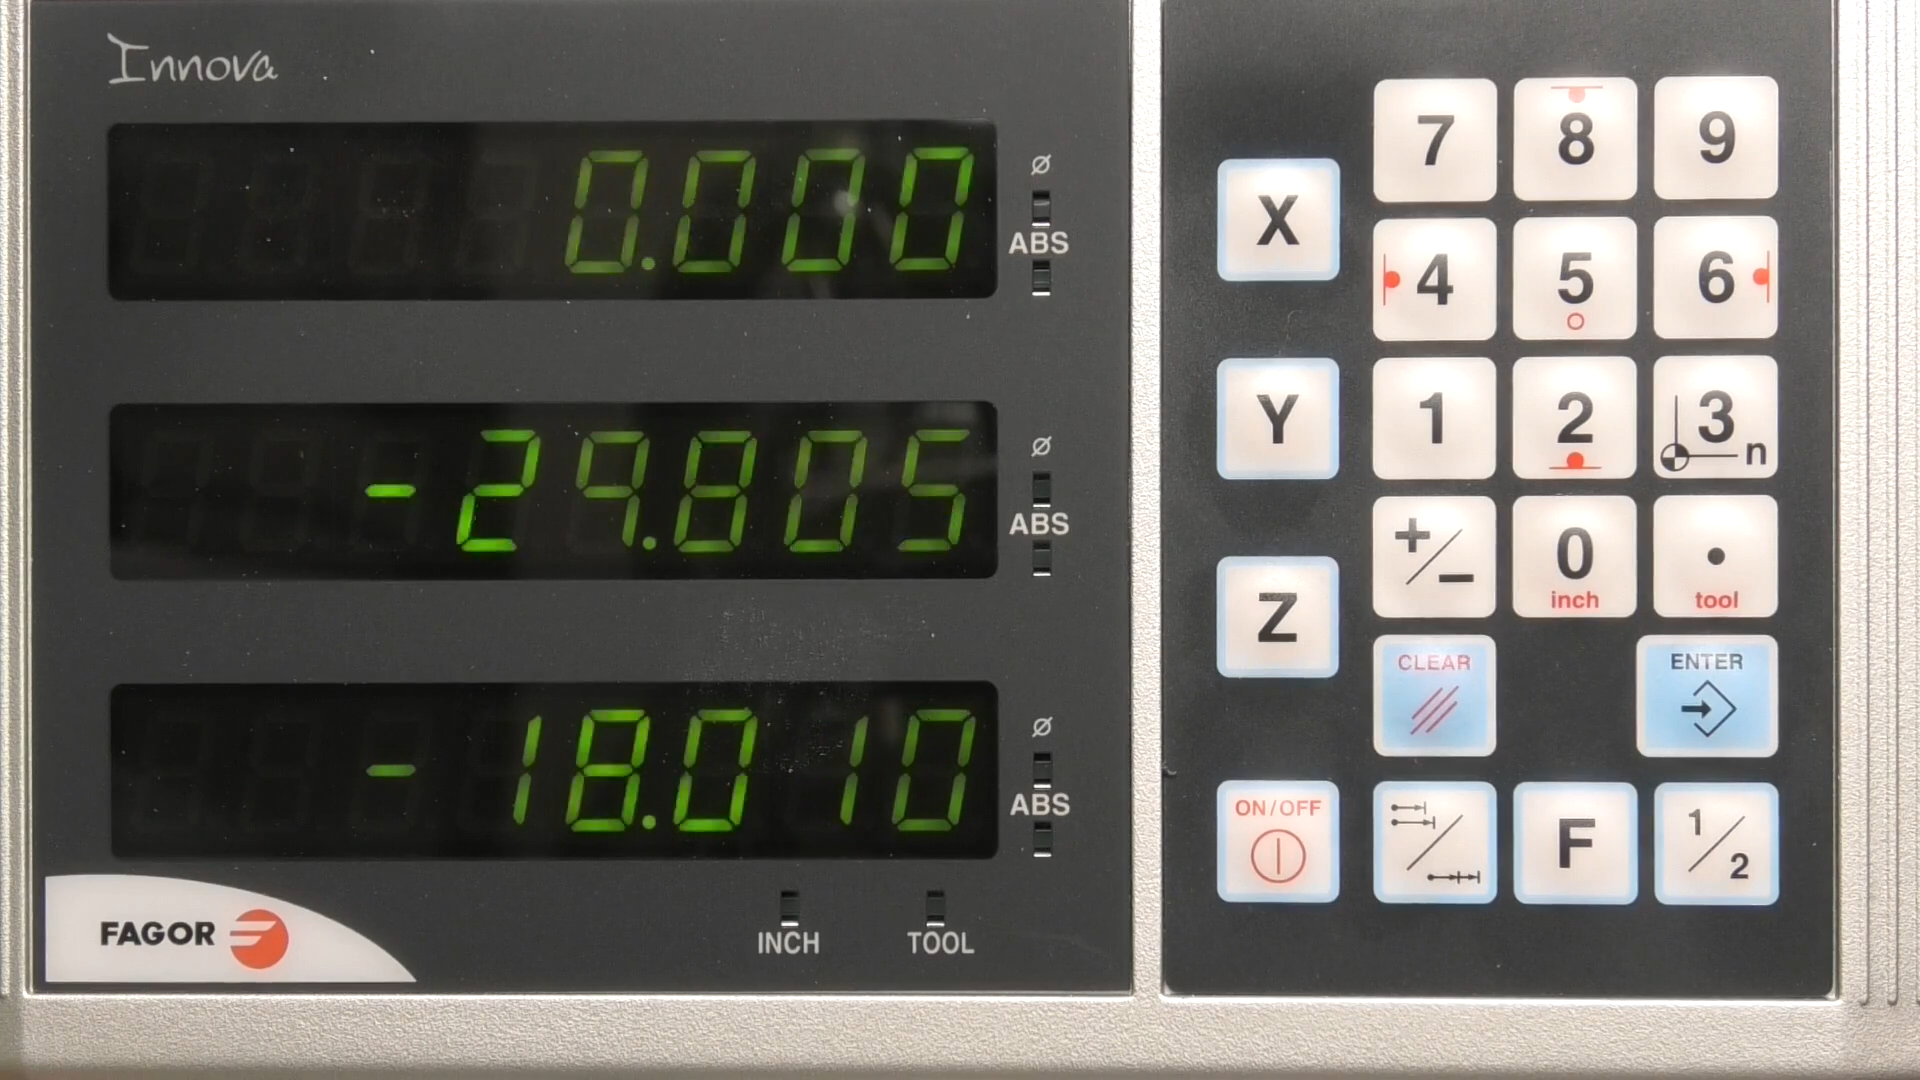 Innova
0.000
Ø
ABS
-29.805
Ø
ABS
-18.010
Ø
ABS
INCH TOOL
FAGOR
X
Y
Z
7 8 9
4 5 6
1 2 3 n
+/- 0 .
inch tool
CLEAR ENTER
ON/OFF
F 1/2